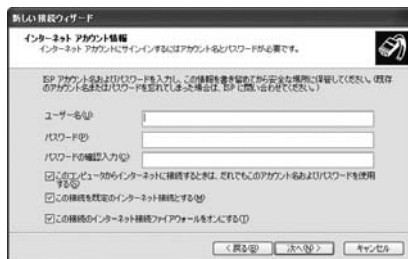 新しい接続ウィザード
インターネット アカウント情報
インターネット アカウントにサインインするにはアカウント名とパスワードが必要です。
ISP アカウント名およびパスワードを入力し、この情報を書き留めてから安全な場所に保管してください。(既存
のアカウント名またはパスワードを忘れてしまった場合は、ISP に問い合わせてください。)
ユーザー名(U):
パスワード(P):
パスワードの確認入力(C):
このコンピュータからインターネットに接続するときは、だれでもこのアカウント名およびパスワードを使用
する(S)
この接続を既定のインターネット接続とする(M)
この接続のインターネット接続ファイアウォールをオンにする(T)
< 戻る(B)
次へ(N) >
キャンセル